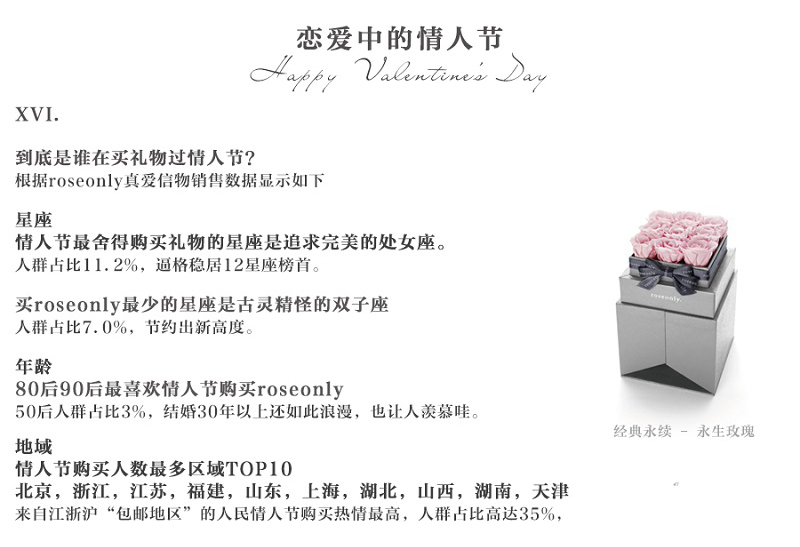 恋爱中的情人节
Happy Valentine's Day
XVI.
到底是谁在买礼物过情人节？
根据roseonly真爱信物销售数据显示如下
星座
情人节最舍得购买礼物的星座是追求完美的处女座。
人群占比11.2%，逼格稳居12星座榜首。
买roseonly最少的星座是古灵精怪的双子座
人群占比7.0%，节约出新高度。
年龄
80后90后最喜欢情人节购买roseonly
50后人群占比3%，结婚30年以上还如此浪漫，也让人羡慕哇。
地域
情人节购买人数最多区域TOP10
北京，浙江，江苏，福建，山东，上海，湖北，山西，湖南，天津
来自江浙沪“包邮地区”的人民情人节购买热情最高，人群占比高达35%，
roseonly.
经典永续 - 永生玫瑰